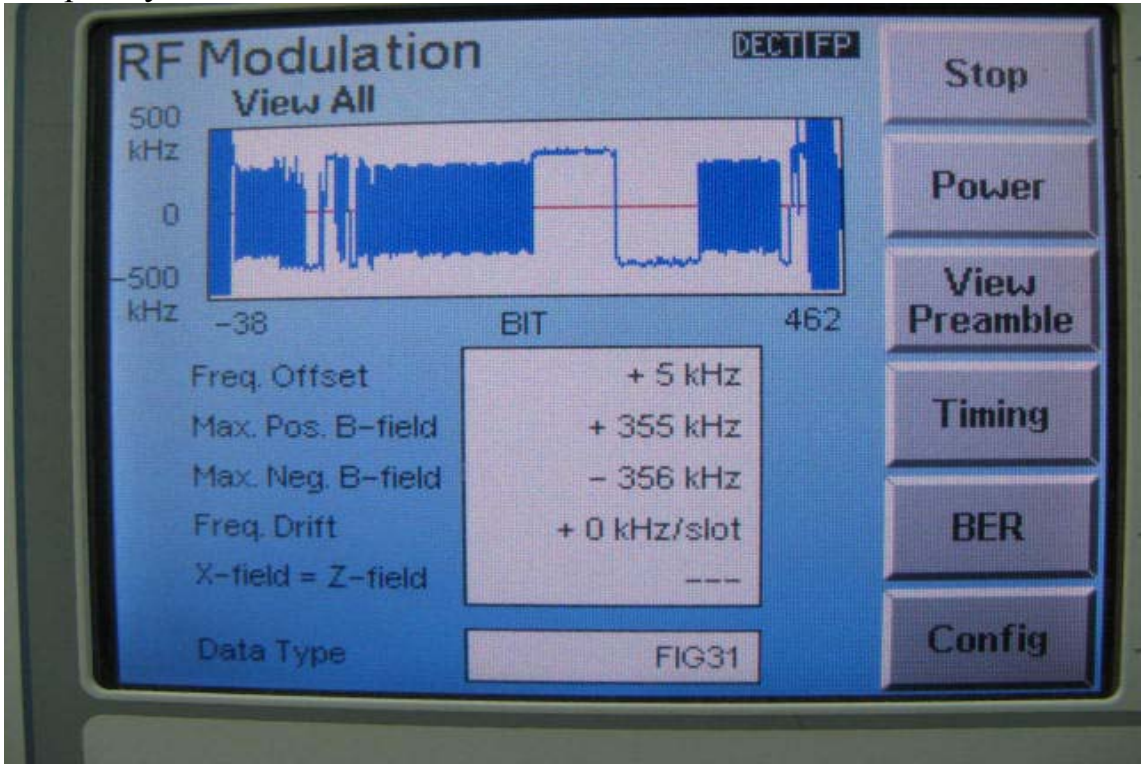 RF Modulation DECT FP
View All
500
kHz
0
-500
kHz
-38 BIT 462
Freq. Offset + 5 kHz
Max. Pos. B-field + 355 kHz
Max. Neg. B-field - 356 kHz
Freq. Drift + 0 kHz/slot
X-field = Z-field ---
Data Type FIG31
Stop
Power
View
Preamble
Timing
BER
Config